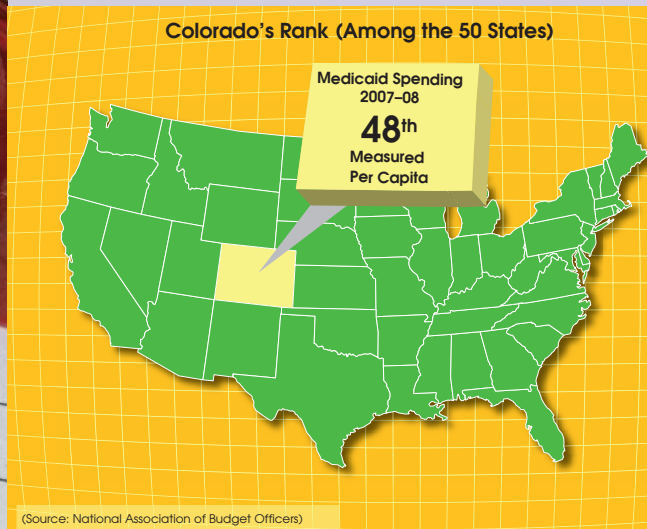 Colorado's Rank (Among the 50 States)
Medicaid Spending
2007–08
48th
Measured
Per Capita
(Source: National Association of Budget Officers)